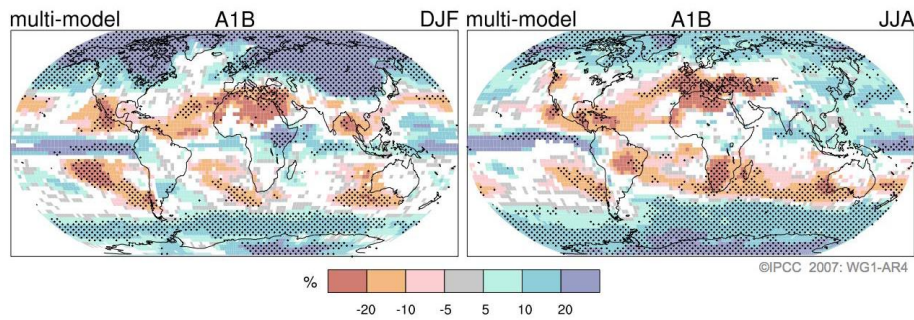 multi-model A1B DJF
multi-model A1B JJA
©IPCC 2007: WG1-AR4
%
-20 -10 -5 5 10 20